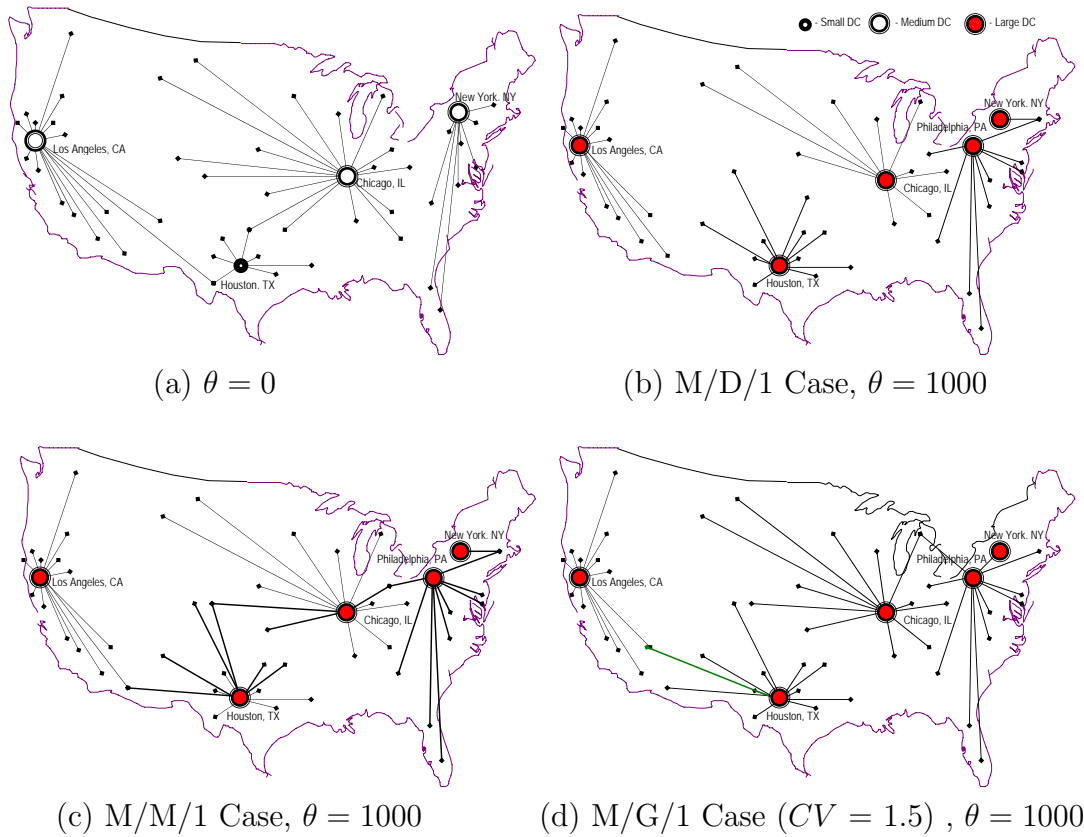 - Small DC - Medium DC - Large DC
New York. NY
Los Angeles, CA
Chicago, IL
Houston. TX
(a) θ = 0
New York. NY
Philadelphia, PA
Los Angeles, CA
Chicago, IL
Houston, TX
(b) M/D/1 Case, θ = 1000
New York. NY
Philadelphia, PA
Los Angeles, CA
Chicago, IL
Houston, TX
(c) M/M/1 Case, θ = 1000
New York. NY
Philadelphia, PA
Los Angeles, CA
Chicago, IL
Houston, TX
(d) M/G/1 Case (CV = 1.5) , θ = 1000